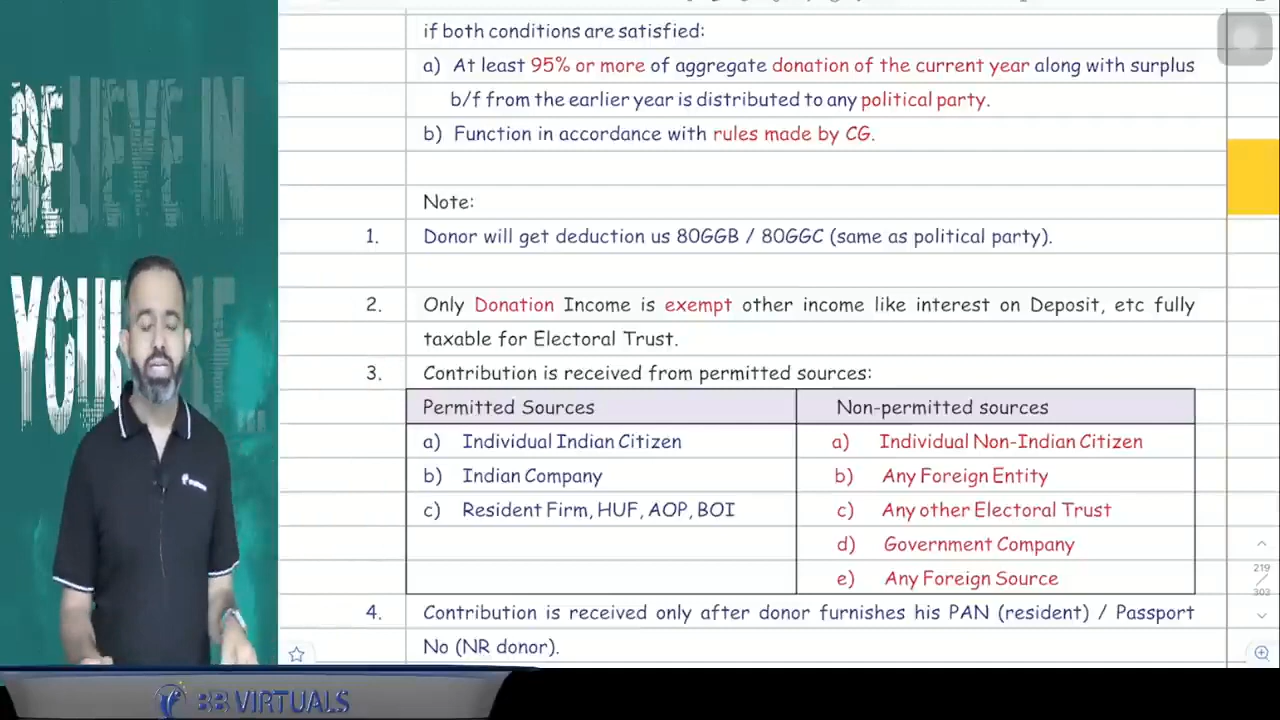 BELIEVE IN
if both conditions are satisfied:
a) At least 95% or more of aggregate donation of the current year along with surplus
b/f from the earlier year is distributed to any political party.
b) Function in accordance with rules made by CG.
Note:
1. Donor will get deduction us 80GGB / 80GGC (same as political party).
2. Only Donation Income is exempt other income like interest on Deposit, etc fully
taxable for Electoral Trust.
3. Contribution is received from permitted sources:
Permitted Sources Non-permitted sources
a) Individual Indian Citizen a) Individual Non-Indian Citizen
b) Indian Company b) Any Foreign Entity
c) Resident Firm, HUF, AOP, BOI c) Any other Electoral Trust
d) Government Company
e) Any Foreign Source
219
303
4. Contribution is received only after donor furnishes his PAN (resident) / Passport
No (NR donor).
BB VIRTUALS